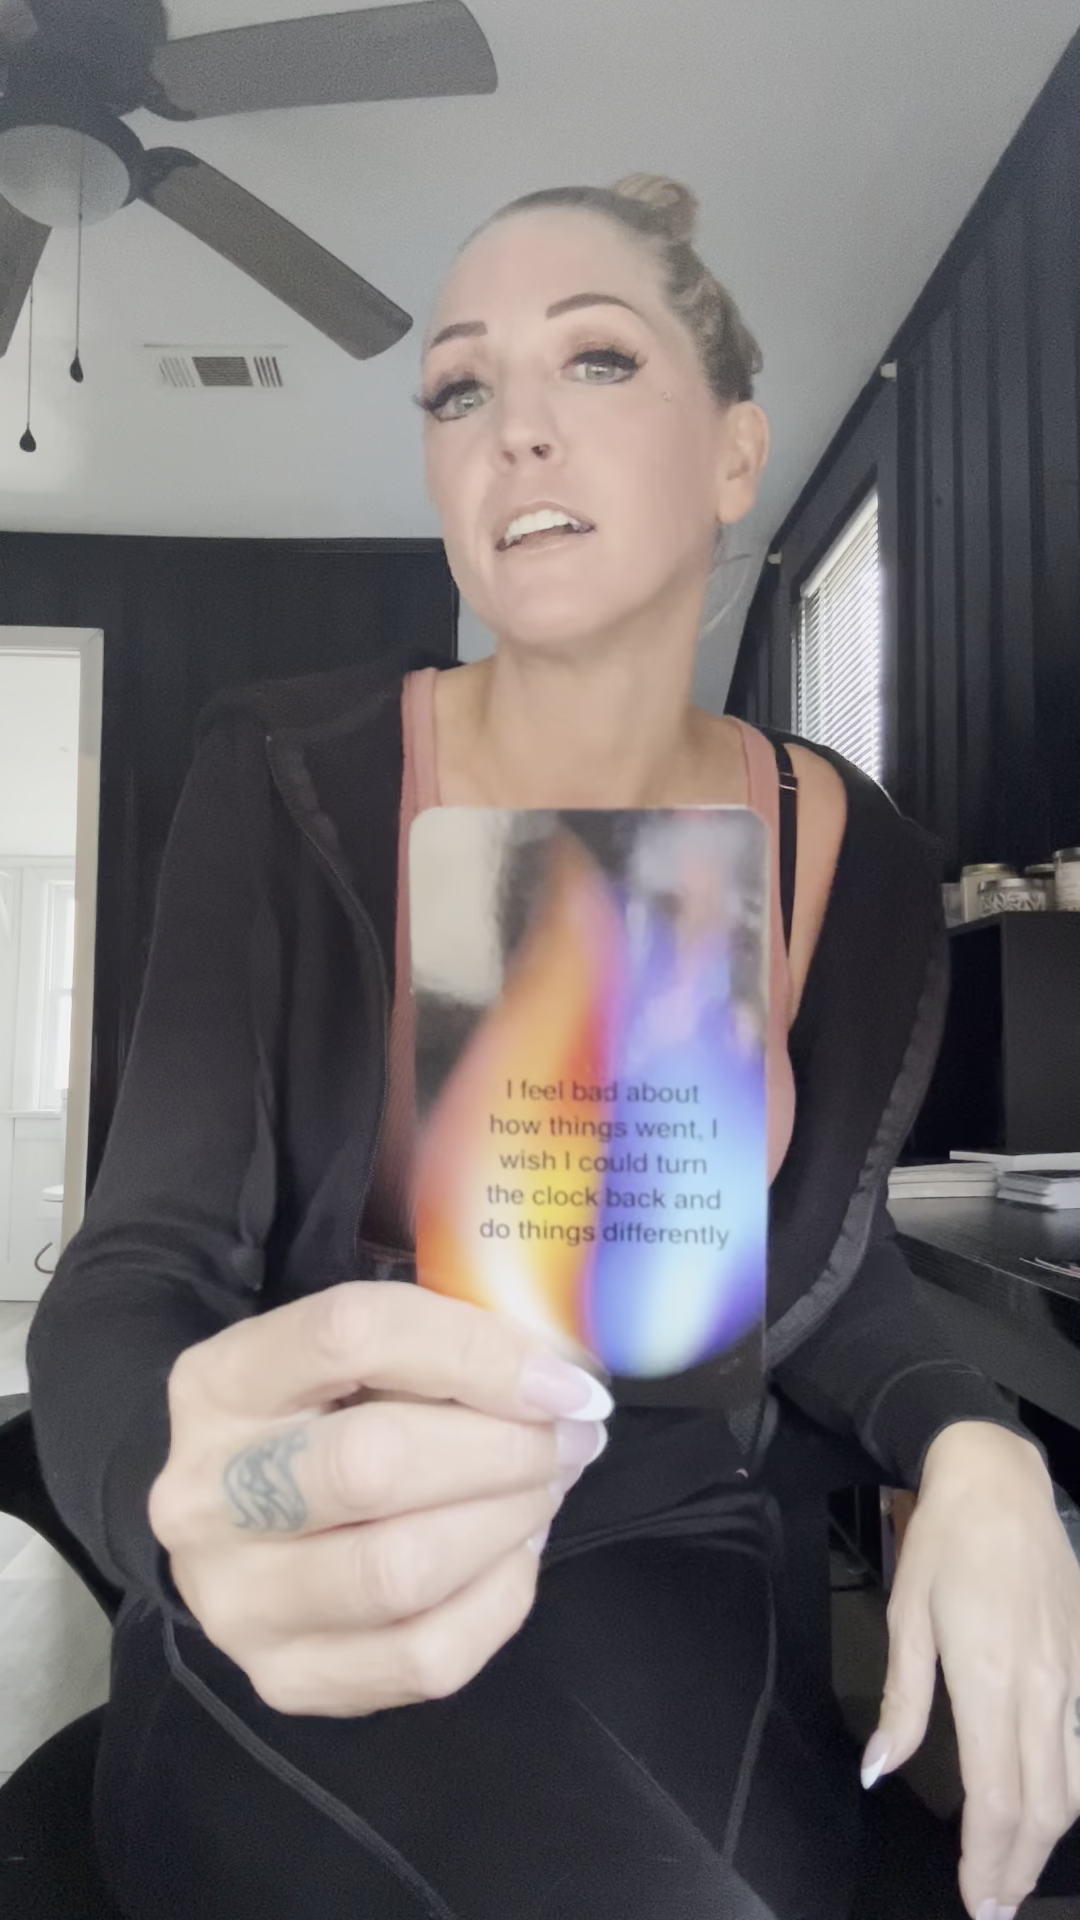 I feel bad about
how things went, I
wish I could turn
the clock back and
do things differently